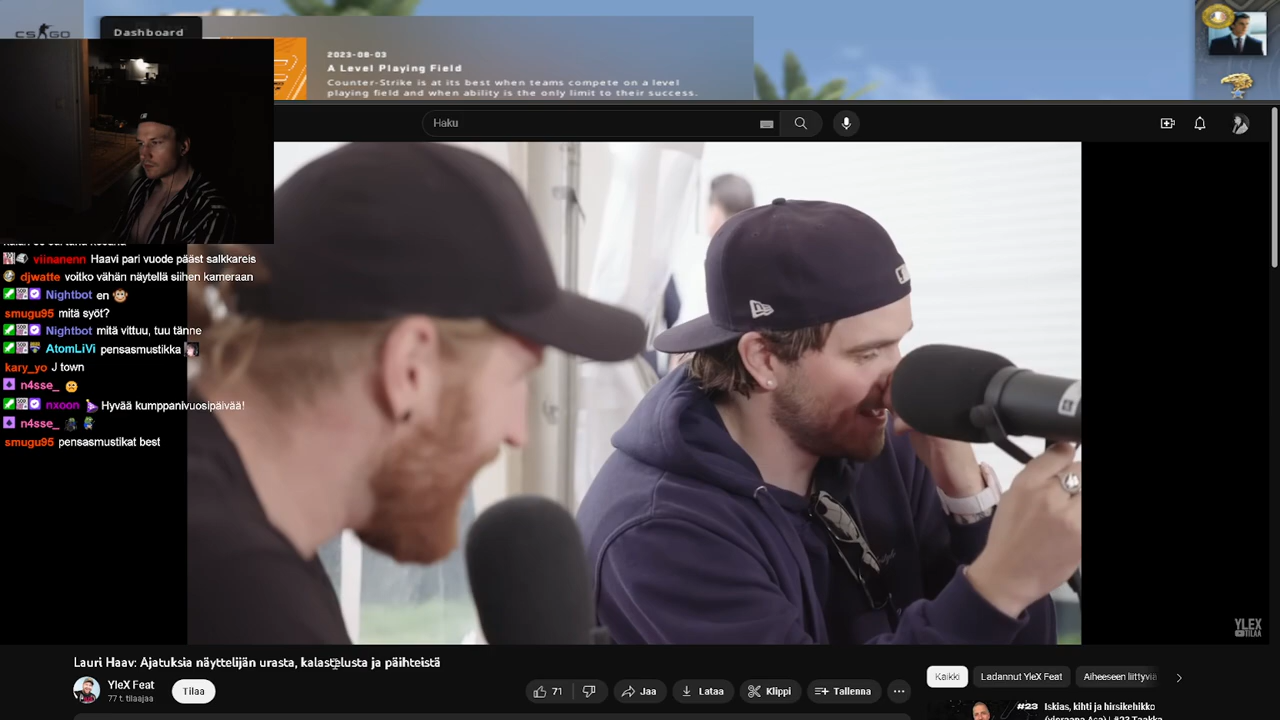 CS GO
Dashboard
2023-08-03
A Level Playing Field
Counter-Strike is at its best when teams compete on a level
playing field and when ability is the only limit to their success.
Haku
viinanenn Haavi pari vuode pääst salkkareis
djwatte voitko vähän näytellä siihen kameraan
Nightbot en
smugu95 mitä syöt?
Nightbot mitä vittuu, tuu tänne
AtomLiVi pensasmustikka
kary_yo J town
n4sse_
nxoon Hyvää kumppanivuosipäivää!
n4sse_
smugu95 pensasmustikat best
YLEX
TILAA
Lauri Haav: Ajatuksia näyttelijän urasta, kalastelusta ja päihteistä
YleX Feat
77 t. tilaajaa
Tilaa
71
Jaa
Lataa
Klippi
Tallenna
Kaikki
Ladannut YleX Feat
Aiheeseen liittyviä
#23 Iskias, kihti ja hirsikehikko